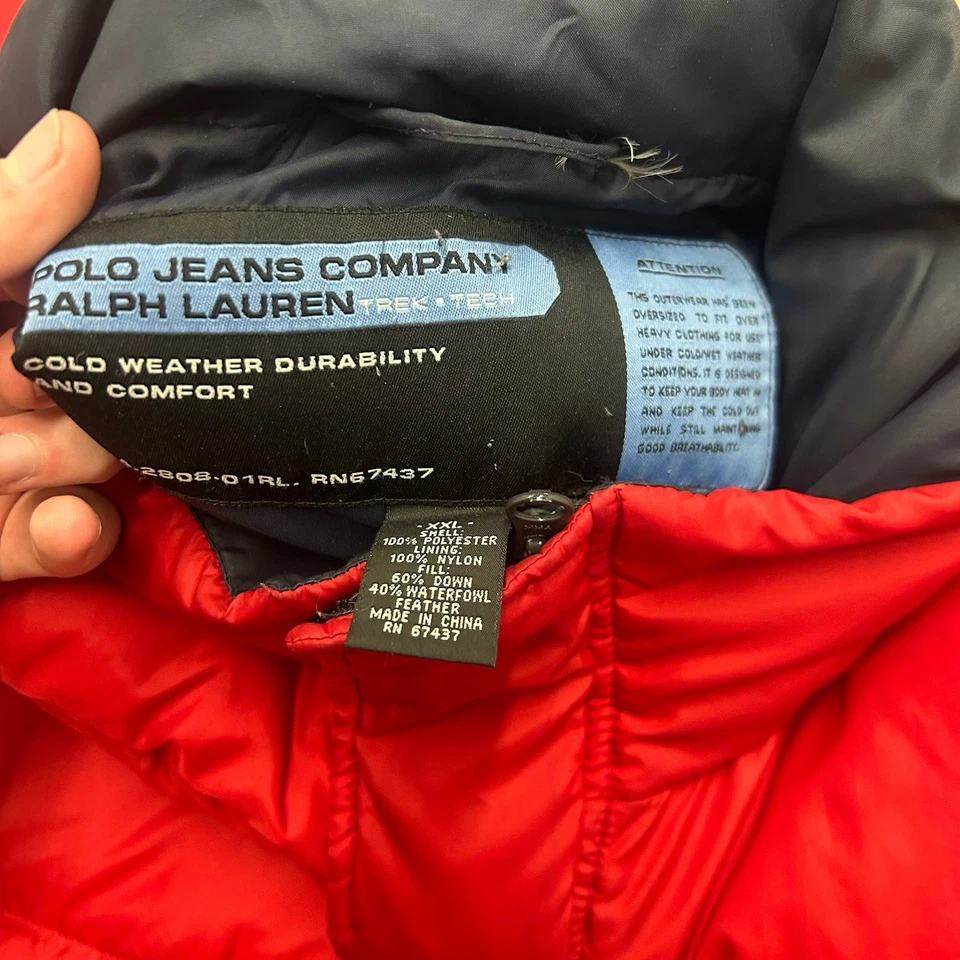 POLO JEANS COMPANY
RALPH LAUREN TREK • TECH
COLD WEATHER DURABILITY
AND COMFORT
2808-01RL. RN67437
ATTENTION
THS OUTERWEAR HAS BEEN
OVERSIZED TO FIT OVER
HEAVY CLOTHING FOR USE
UNDER COLD/WET WEATHER
CONDITIONS. IT IS DESIGNED
TO KEEP YOUR BODY HEAT IN
AND KEEP THE COLD OUT
WHILE STILL
GOOD BREATHABILITY.
- XXL -
SHELL:
100% POLYESTER
LINING:
100% NYLON
FILL:
60% DOWN
40% WATERFOWL
FEATHER
MADE IN CHINA
RN 67437